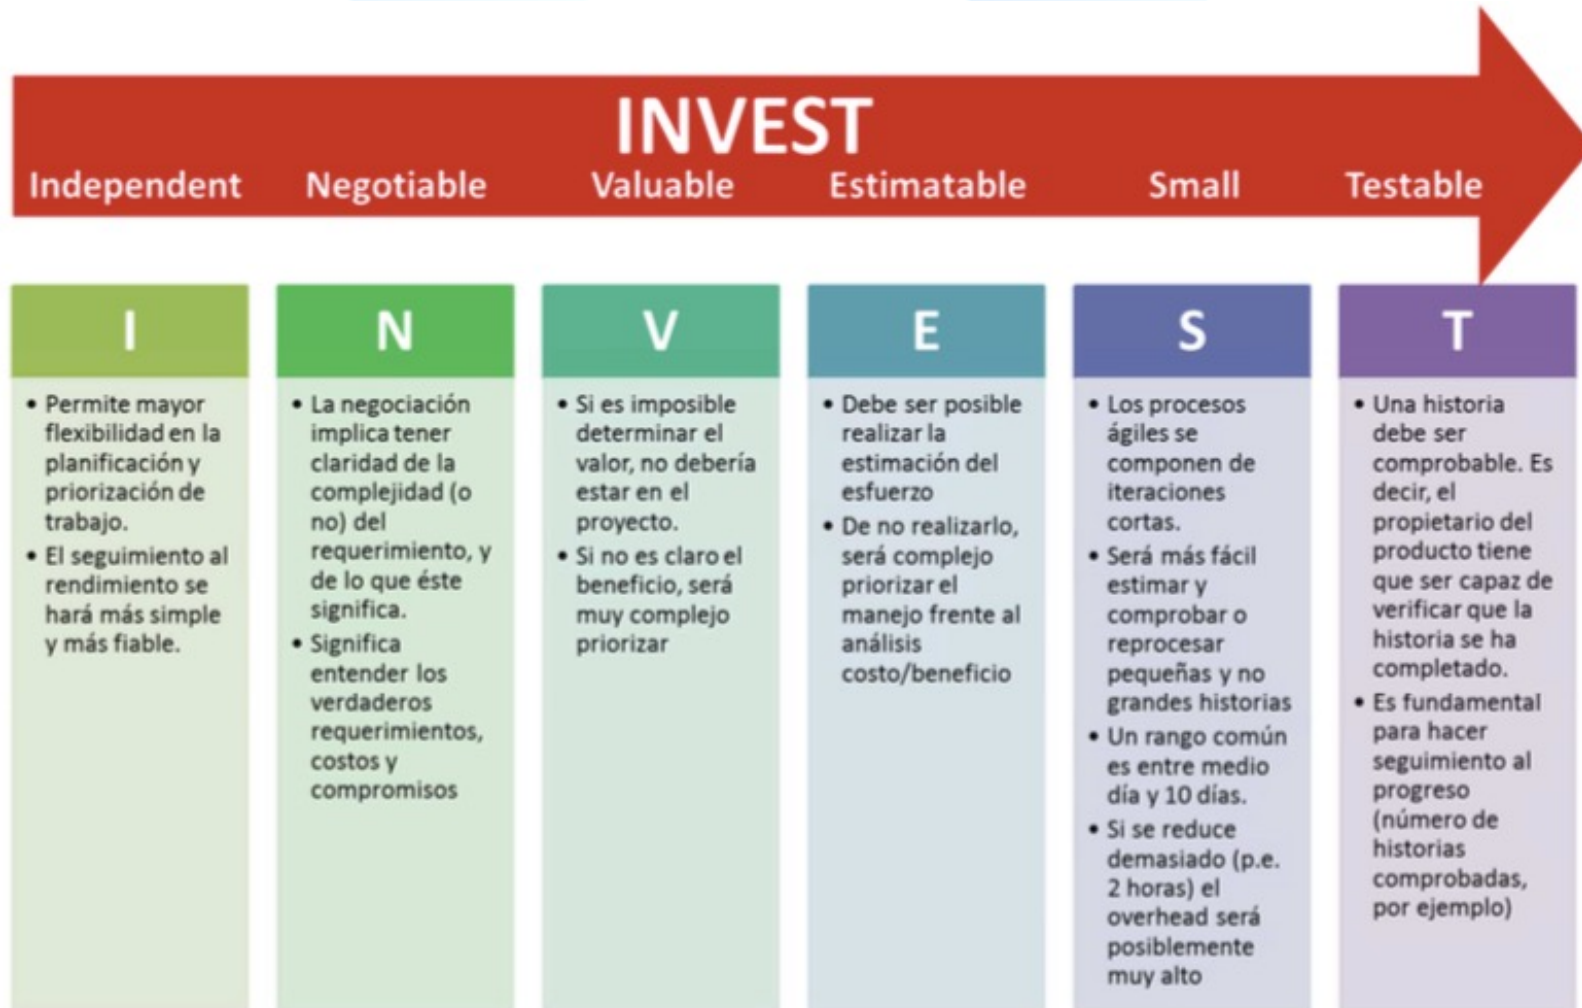 INVEST
Independent Negotiable Valuable Estimatable Small Testable
I
• Permite mayor
flexibilidad en la
planificación y
priorización de
trabajo.
• El seguimiento al
rendimiento se
hará más simple
y más fiable.
N
• La negociación
implica tener
claridad de la
complejidad (o
no) del
requerimiento, y
de lo que éste
significa.
• Significa
entender los
verdaderos
requerimientos,
costos y
compromisos
V
• Si es imposible
determinar el
valor, no debería
estar en el
proyecto.
• Si no es claro el
beneficio, será
muy complejo
priorizar
E
• Debe ser posible
realizar la
estimación del
esfuerzo
• De no realizarlo,
será complejo
priorizar el
manejo frente al
análisis
costo/beneficio
S
• Los procesos
ágiles se
componen de
iteraciones
cortas.
• Será más fácil
estimar y
comprobar o
reprocesar
pequeñas y no
grandes historias
• Un rango común
es entre medio
día y 10 días.
• Si se reduce
demasiado (p.e.
2 horas) el
overhead será
posiblemente
muy alto
T
• Una historia
debe ser
comprobable. Es
decir, el
propietario del
producto tiene
que ser capaz de
verificar que la
historia se ha
completado.
• Es fundamental
para hacer
seguimiento al
progreso
(número de
historias
comprobadas,
por ejemplo)